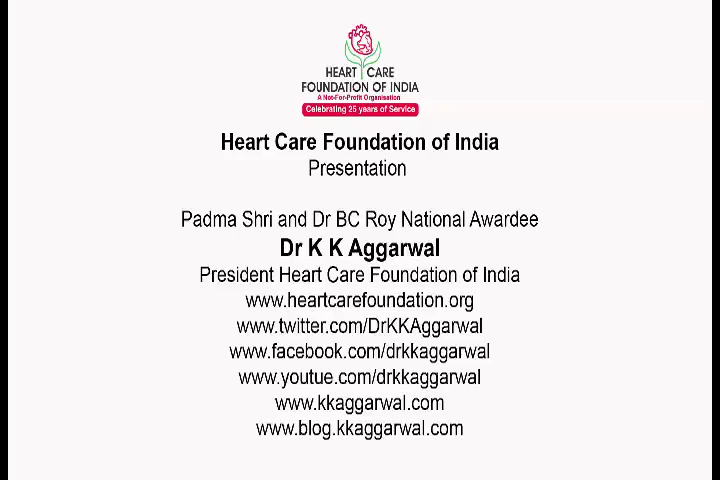 HEART CARE
FOUNDATION OF INDIA
A Not-For-Profit Organisation
Celebrating 25 years of Service
Heart Care Foundation of India
Presentation
Padma Shri and Dr BC Roy National Awardee
Dr K K Aggarwal
President Heart Care Foundation of India
www.heartcarefoundation.org
www.twitter.com/DrKKAggarwal
www.facebook.com/drkkaggarwal
www.youtue.com/drkkaggarwal
www.kkaggarwal.com
www.blog.kkaggarwal.com